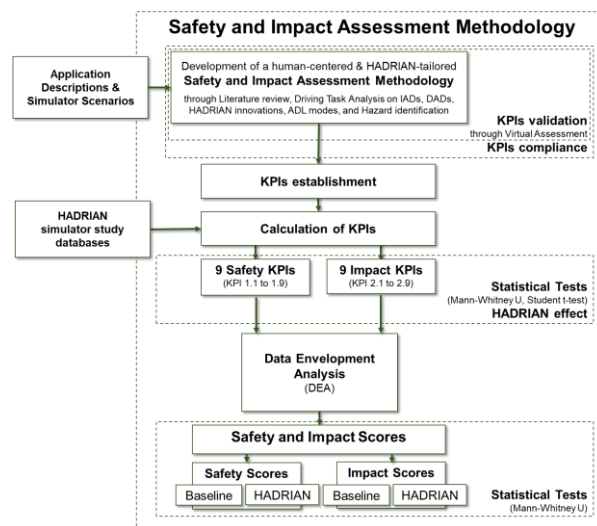 Safety and Impact Assessment Methodology
Application
Descriptions &
Simulator Scenarios
Development of a human-centered & HADRIAN-tailored
Safety and Impact Assessment Methodology
through Literature review, Driving Task Analysis on IADs, DADs,
HADRIAN innovations, ADL modes, and Hazard identification
KPIs validation
through Virtual Assessment
KPIs compliance
KPIs establishment
HADRIAN
simulator study
databases
Calculation of KPIs
9 Safety KPIs
(KPI 1.1 to 1.9)
9 Impact KPIs
(KPI 2.1 to 2.9)
Statistical Tests
(Mann-Whitney U, Student t-test)
HADRIAN effect
Data Envelopment
Analysis
(DEA)
Safety and Impact Scores
Safety Scores
Baseline
HADRIAN
Impact Scores
Baseline
HADRIAN
Statistical Tests
(Mann-Whitney U)